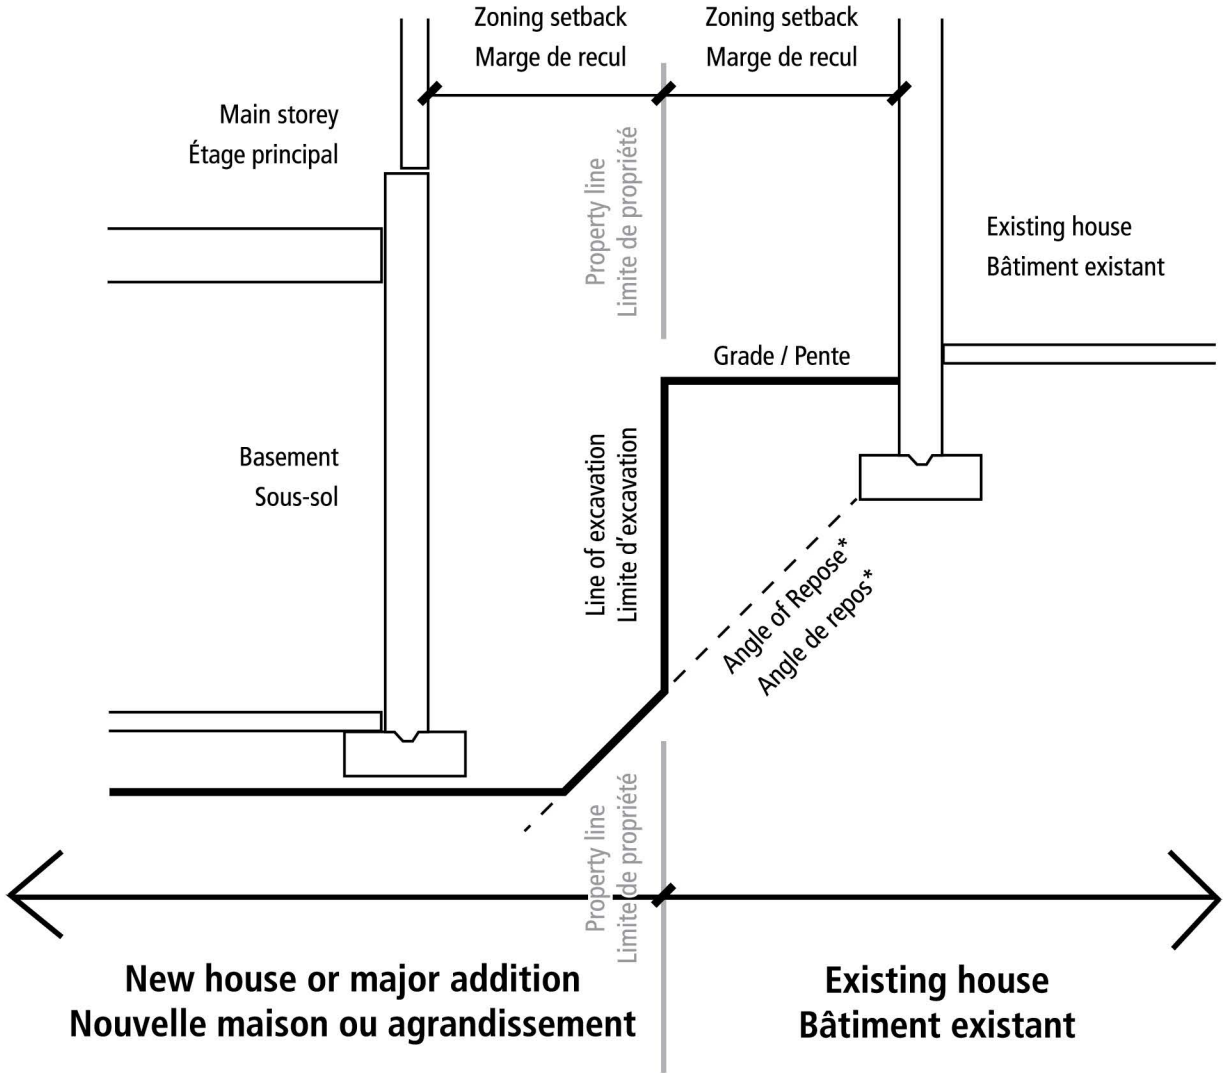 Zoning setback
Marge de recul
Zoning setback
Marge de recul
Main storey
Étage principal
Property line
Limite de propriété
Existing house
Bâtiment existant
Grade / Pente
Basement
Sous-sol
Line of excavation
Limite d'excavation
Angle of Repose*
Angle de repos*
Property line
Limite de propriété
New house or major addition
Nouvelle maison ou agrandissement
Existing house
Bâtiment existant